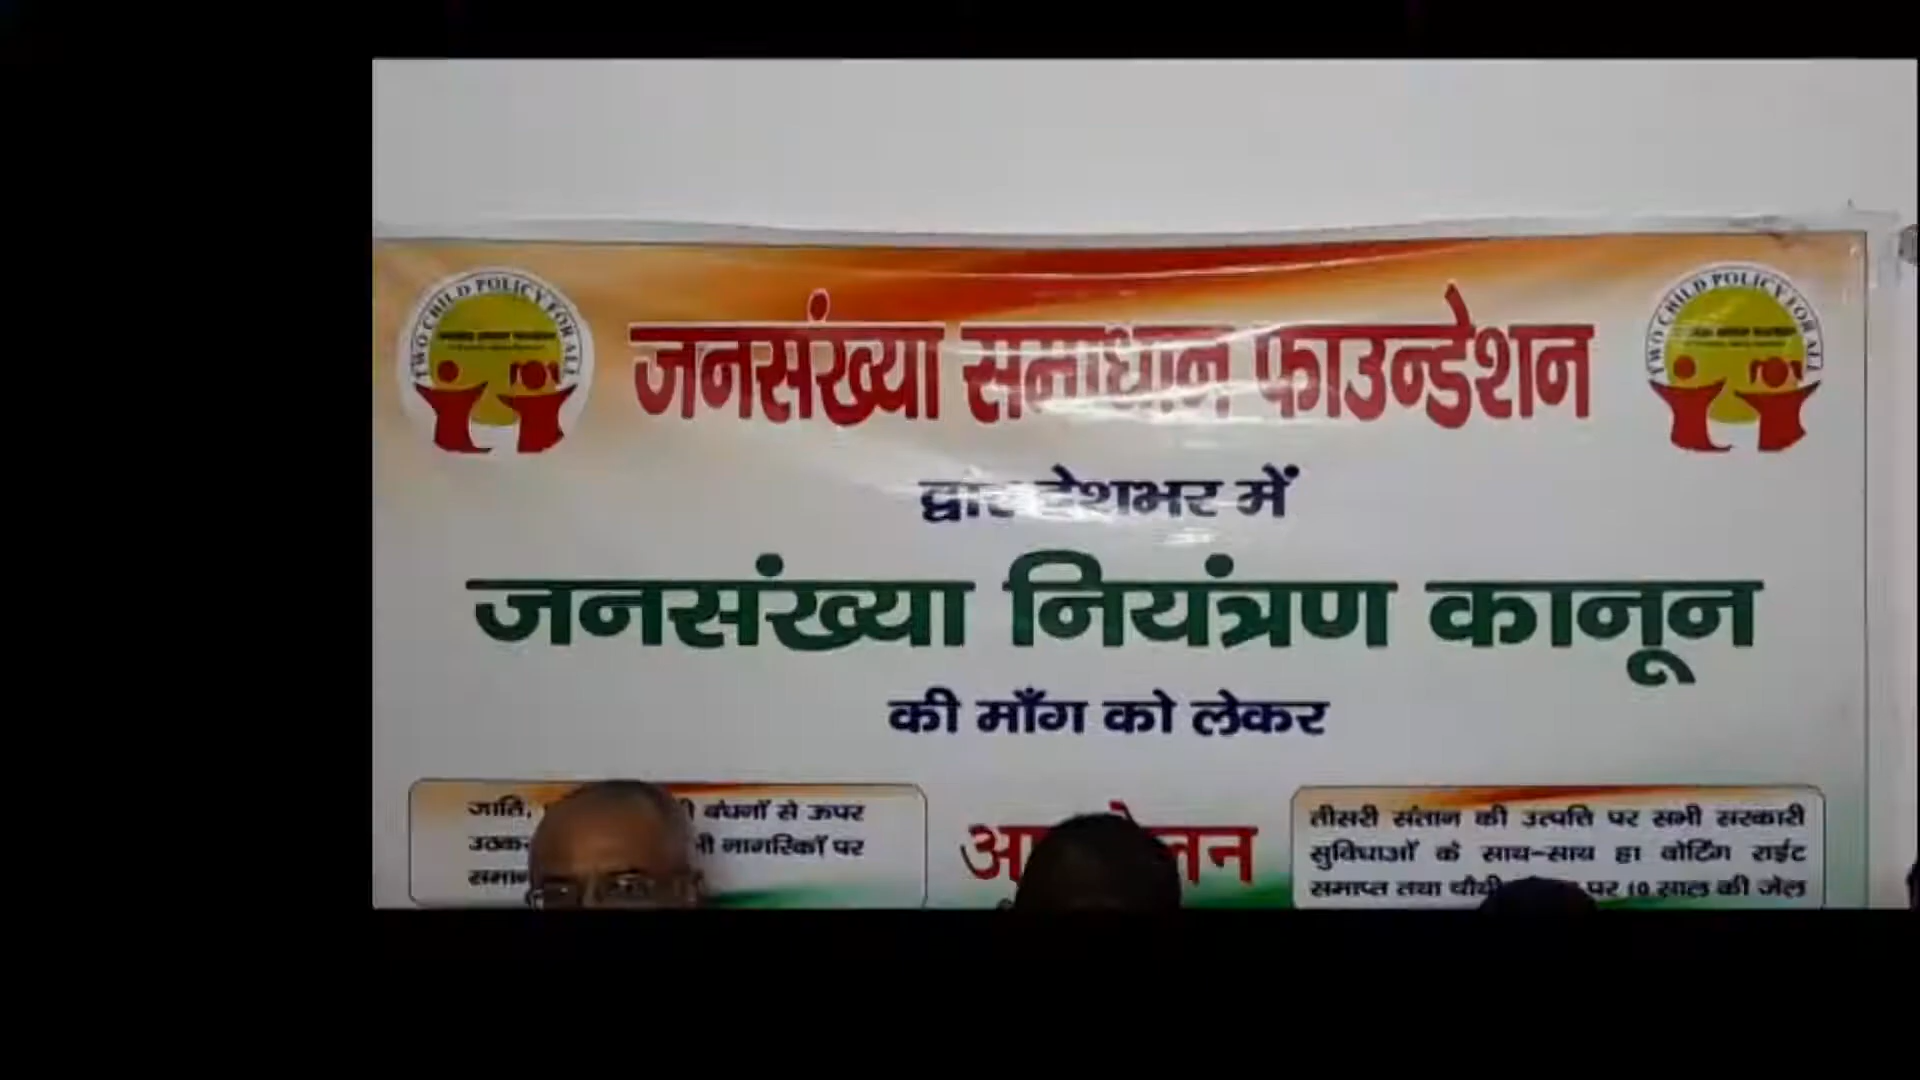 TWO CHILD POLICY FOR ALL
जनसंख्या समाधान फाउन्डेशन
TWO CHILD POLICY FOR ALL
द्वारा देशभर में
जनसंख्या नियंत्रण कानून
की माँग को लेकर
जाति, बंधनों से ऊपर
नागरिकों पर
तीसरी संतान की उत्पत्ति पर सभी सरकारी
सुविधाओं के साथ-साथ हा वोटिंग राईट
समाप्त तथा पर 10 साल की जेल